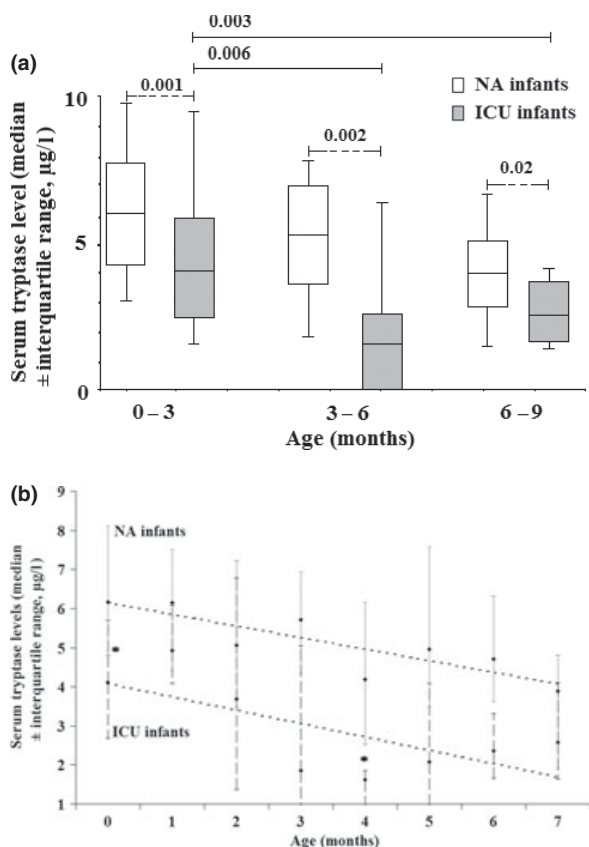 0.003
(a)
0.006
NA infants
ICU infants
0.001
0.002
0.02
Serum tryptase level (median
± interquartile range, µg/l)
10
5
0
0 – 3
3 – 6
6 – 9
Age (months)
(b)
Serum tryptase levels (median
± interquartile range, µg/l)
9
8
7
6
5
4
3
2
1
NA infants
ICU infants
0 1 2 3 4 5 6 7
Age (months)